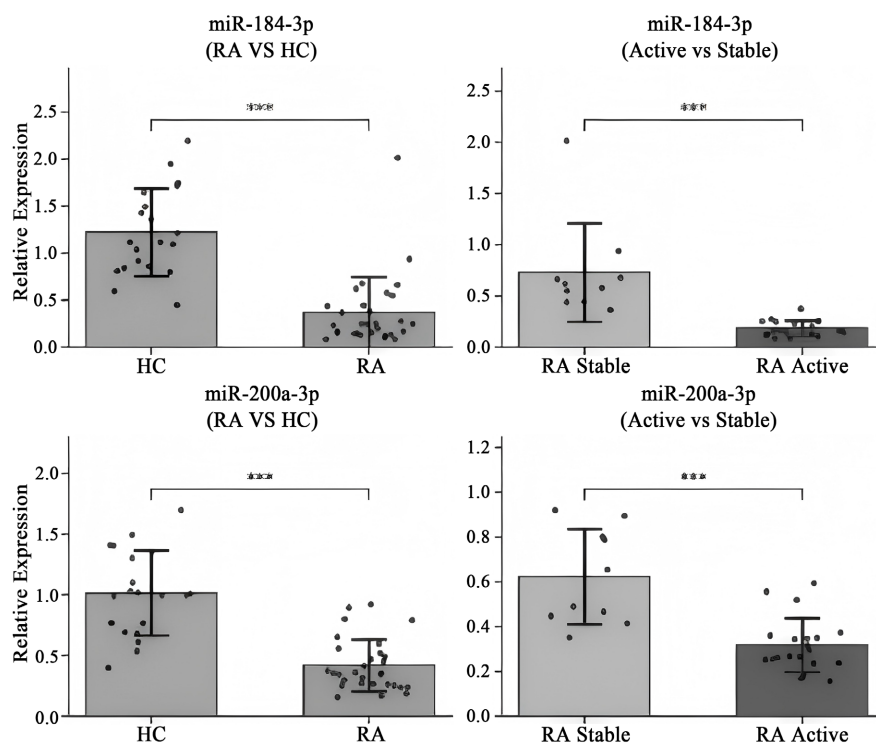 miR-184-3p
(RA VS HC)
Relative Expression
2.5
2.0
1.5
1.0
0.5
0.0
***
HC
RA
miR-184-3p
(Active vs Stable)
2.5
2.0
1.5
1.0
0.5
0.0
***
RA Stable
RA Active
miR-200a-3p
(RA VS HC)
Relative Expression
2.0
1.5
1.0
0.5
0.0
***
HC
RA
miR-200a-3p
(Active vs Stable)
1.2
1.0
0.8
0.6
0.4
0.2
0.0
***
RA Stable
RA Active